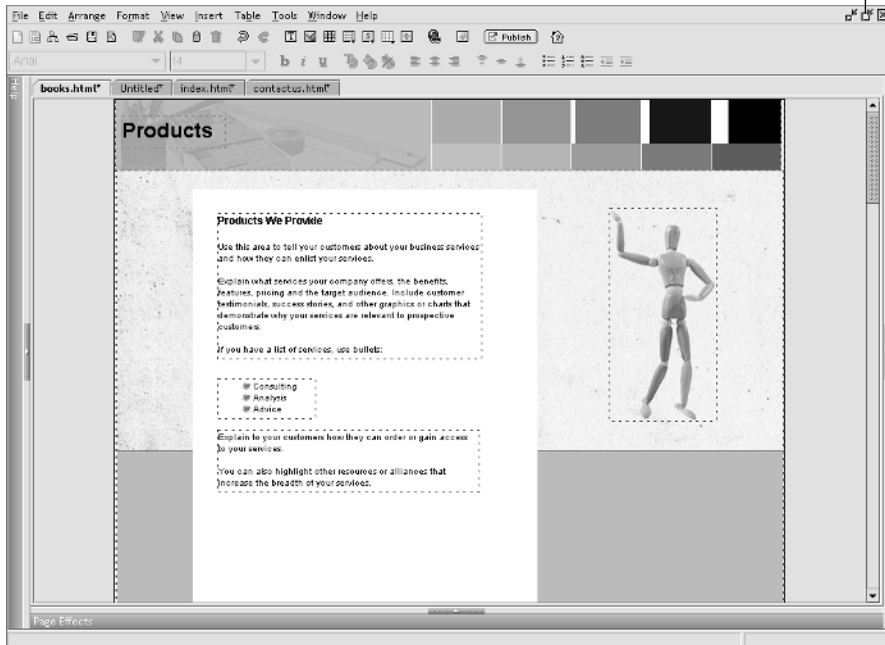 File Edit Arrange Format View Insert Table Tools Window Help
Publish
Arial 14 b i u
Help
books.html* Untitled* index.html* contactus.html*
Products
Products We Provide
Use this area to tell your customers about your business services
and how they can enlist your services.
Explain what services your company offers, the benefits,
features, pricing and the target audience. Include customer
testimonials, success stories, and other graphics or charts that
demonstrate why your services are relevant to prospective
customers.
If you have a list of services, use bullets:
Consulting
Analysis
Advice
Explain to your customers how they can order or gain access
to your services.
You can also highlight other resources or alliances that
increase the breadth of your services.
Page Effects